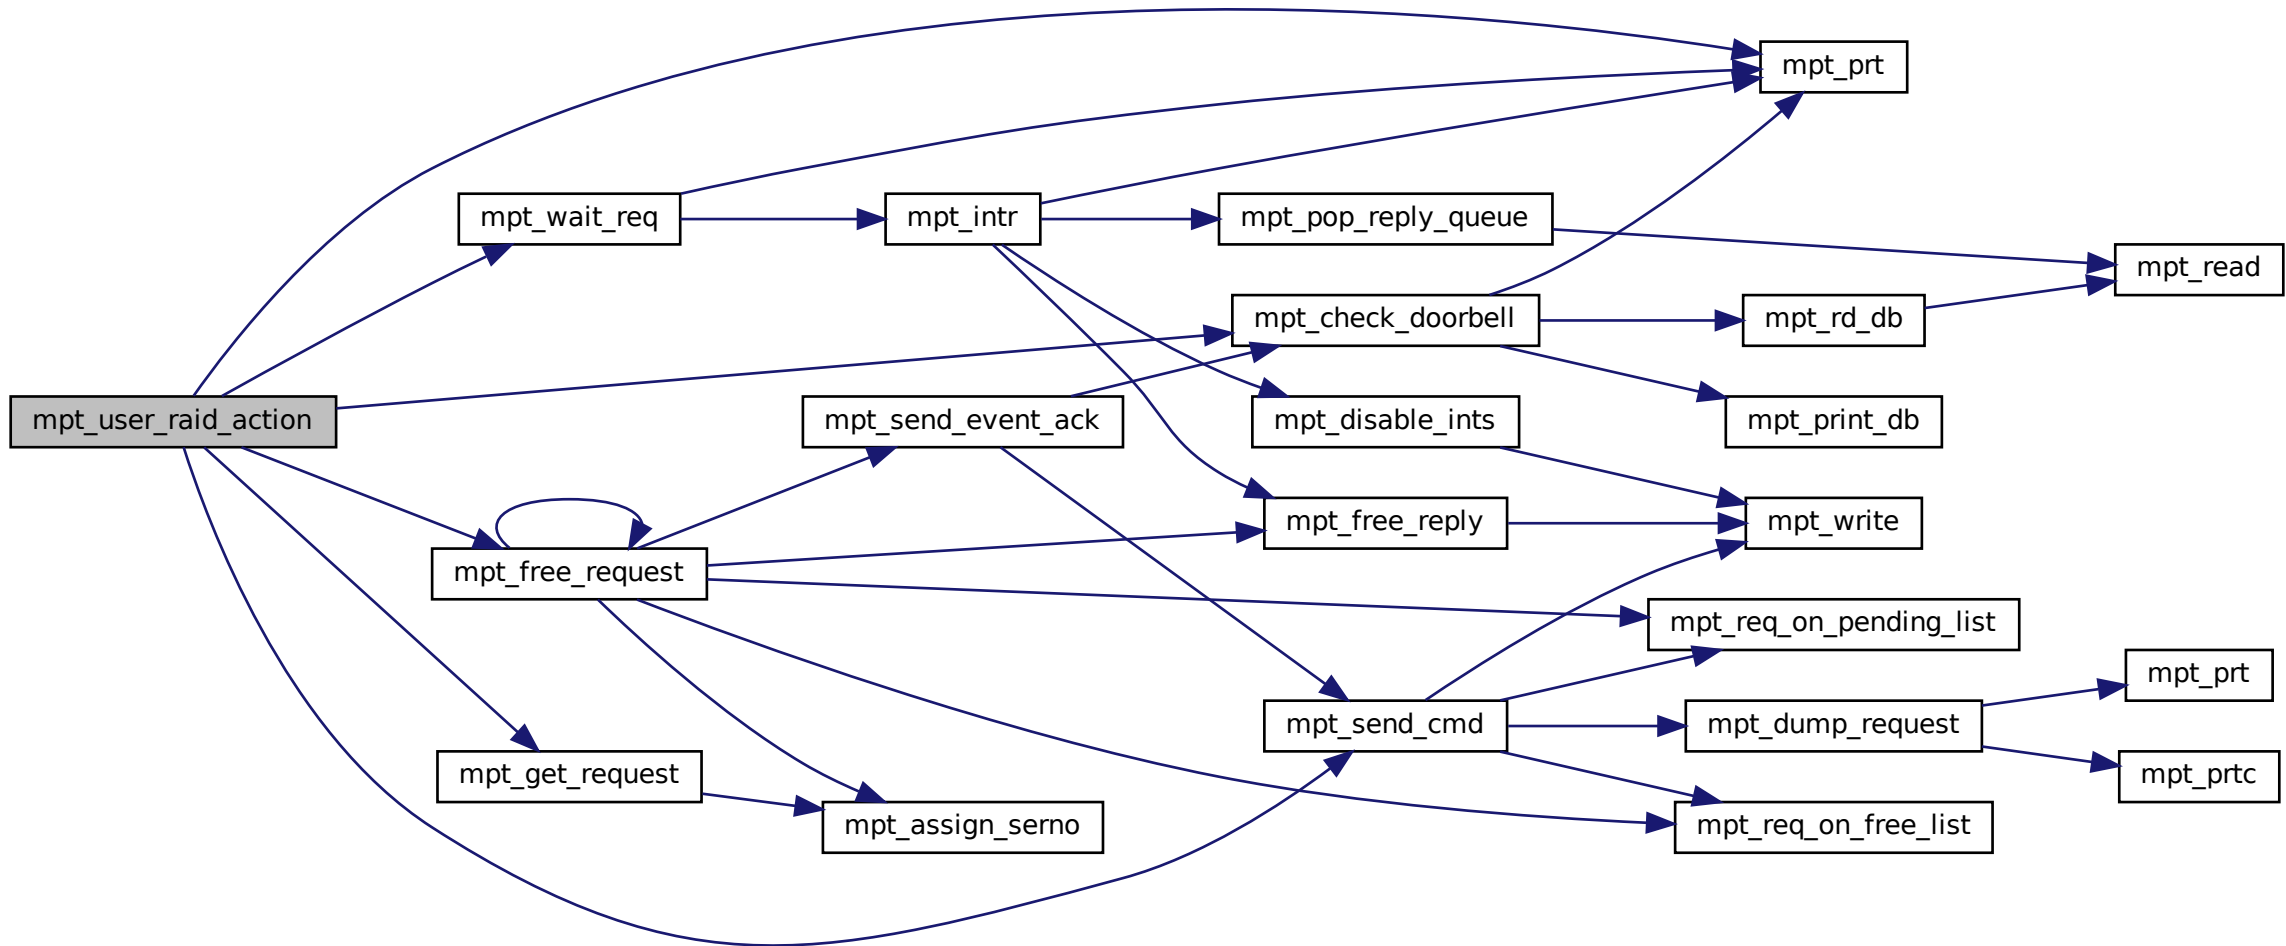 mpt_prt
mpt_wait_req
mpt_intr
mpt_pop_reply_queue
mpt_read
mpt_check_doorbell
mpt_rd_db
mpt_user_raid_action
mpt_send_event_ack
mpt_disable_ints
mpt_print_db
mpt_free_reply
mpt_write
mpt_free_request
mpt_req_on_pending_list
mpt_prt
mpt_send_cmd
mpt_dump_request
mpt_get_request
mpt_prtc
mpt_assign_serno
mpt_req_on_free_list